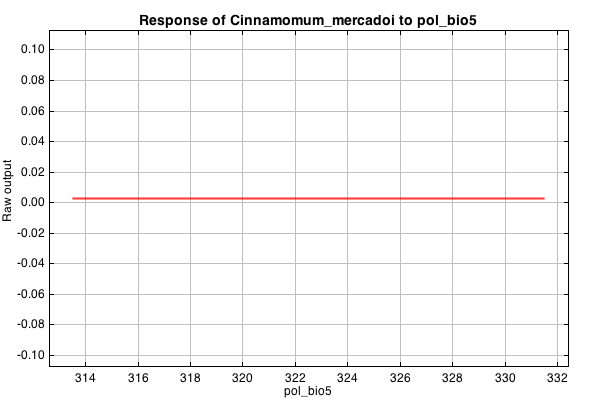 Response of Cinnamomum_mercadoi to pol_bio5
Raw output
0.10
0.08
0.06
0.04
0.02
0.00
-0.02
-0.04
-0.06
-0.08
-0.10
314 316 318 320 322 324 326 328 330 332
pol_bio5